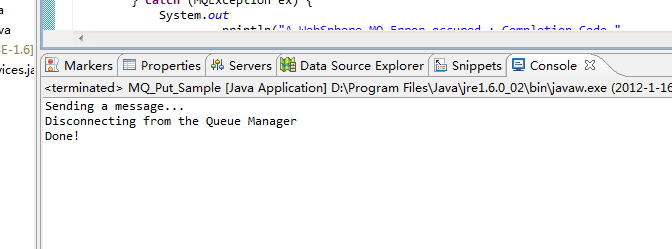 a
} catch (MQException ex) {
va
System.out
E-1.6]
.println("A WebSphere MQ Error occured : Completion Code "
vices.ja
Markers Properties Servers Data Source Explorer Snippets Console
<terminated> MQ_Put_Sample [Java Application] D:\Program Files\Java\jre1.6.0_02\bin\javaw.exe (2012-1-16
Sending a message...
Disconnecting from the Queue Manager
Done!